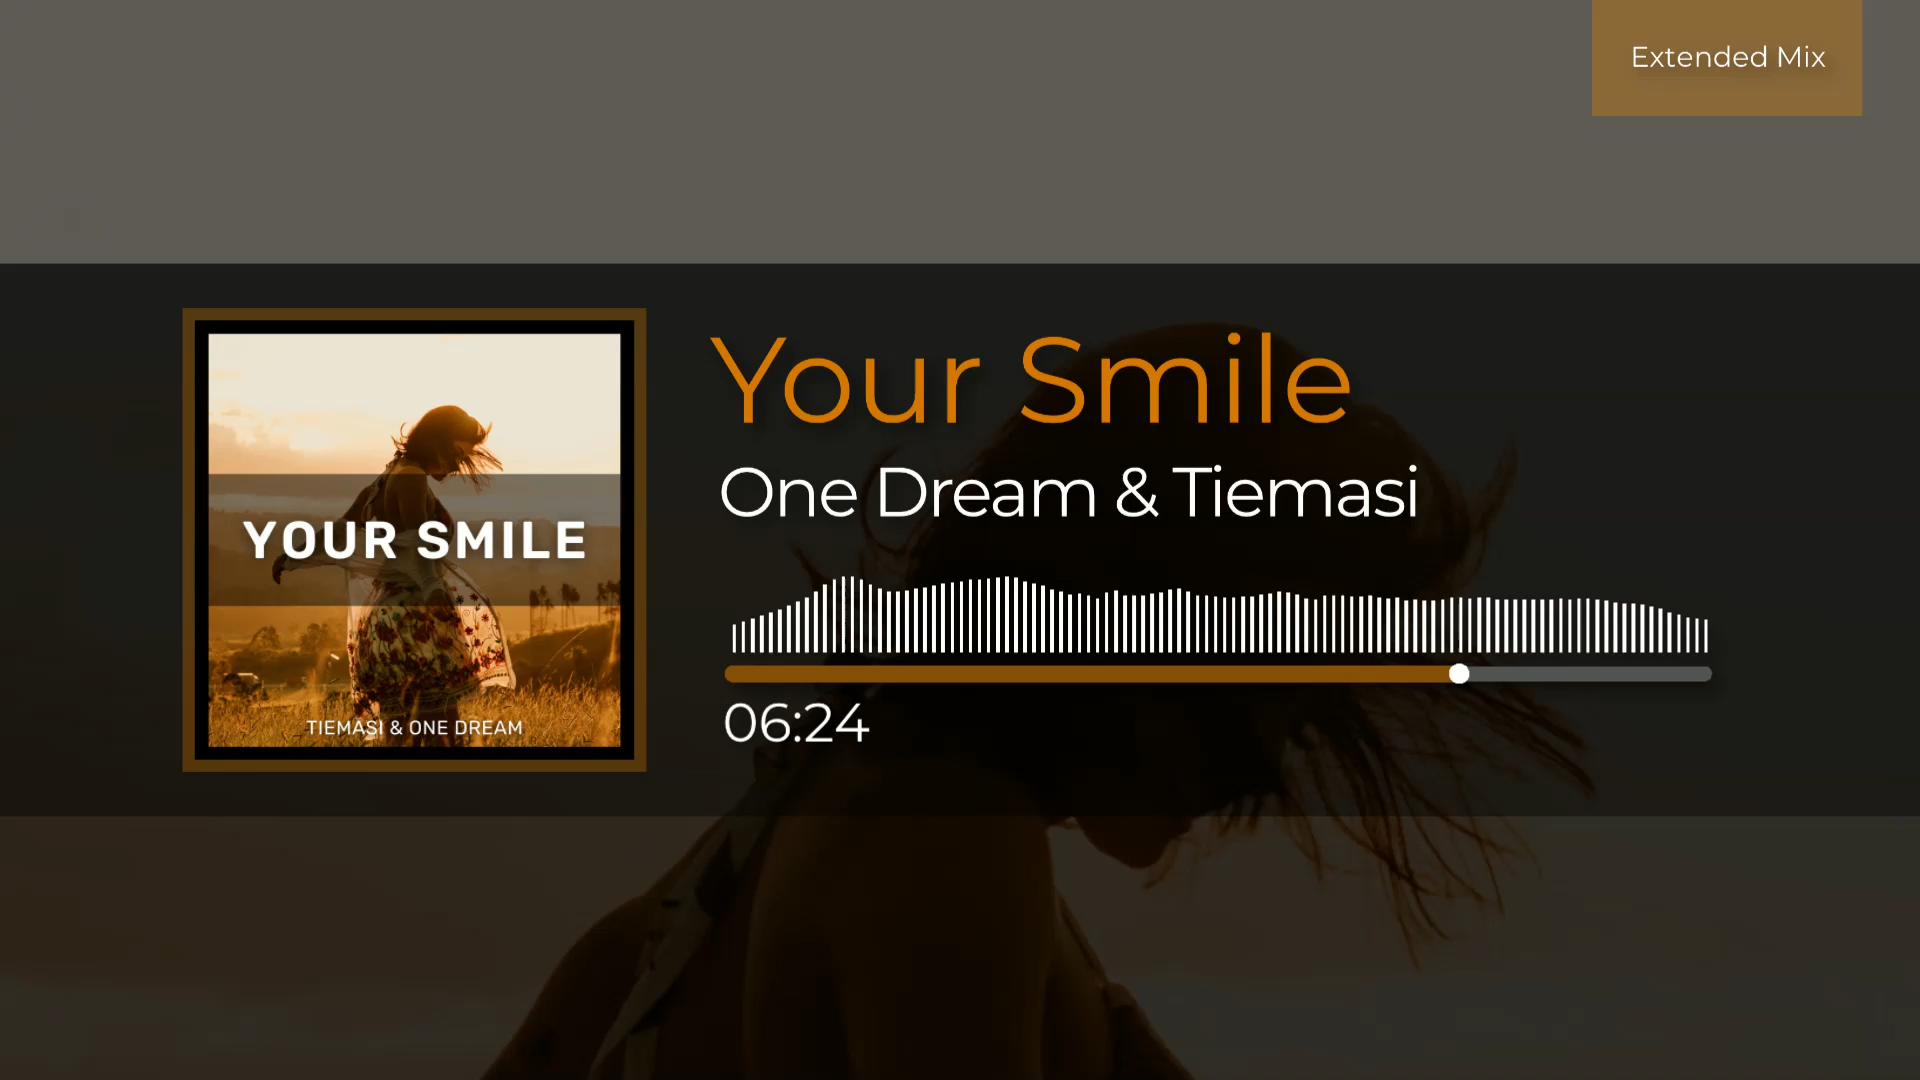 Extended Mix
Your Smile
One Dream & Tiemasi
YOUR SMILE
TIEMASI & ONE DREAM
06:24